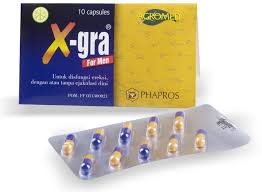 10 capsules
AGROMED
X-gra®
For Men
Untuk disfungsi ereksi,
dengan atau tanpa ejakulasi dini
PHAPROS